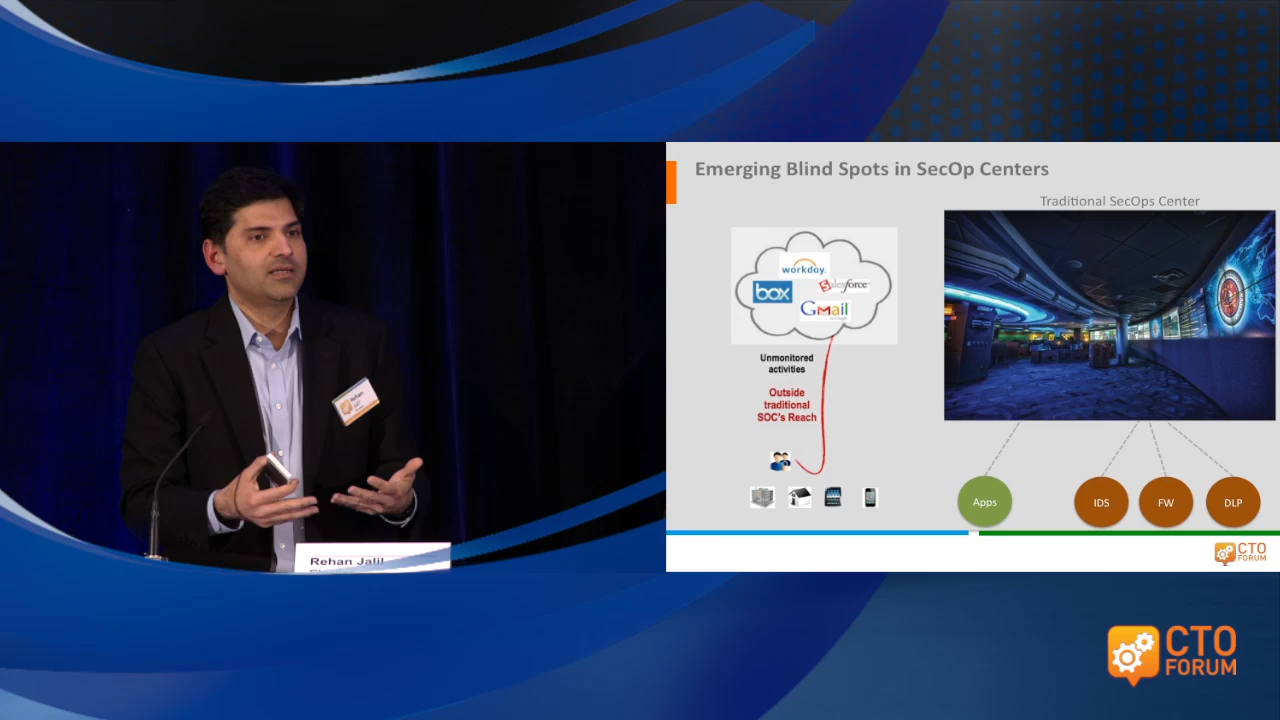 Emerging Blind Spots in SecOp Centers
Traditional SecOps Center
workday.
box
salesforce
Gmail
Unmonitored
activities
Outside
traditional
SOC's Reach
Apps
IDS
FW
DLP
CTO
FORUM
Rehan
Rehan Jalil
CTO
FORUM